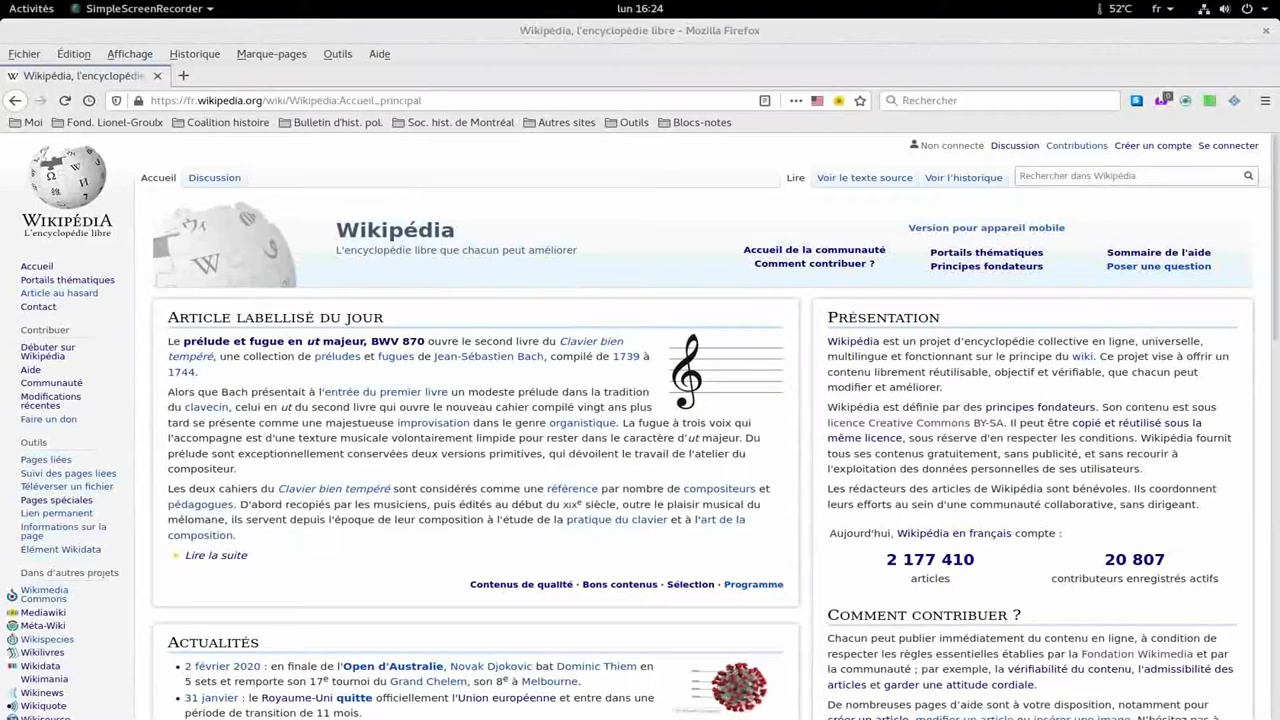 Activités SimpleScreenRecorder lun 16:24 52°C fr
Wikipédia, l'encyclopédie libre - Mozilla Firefox
Fichier Édition Affichage Historique Marque-pages Outils Aide
Wikipédia, l'encyclopédie
https://fr.wikipedia.org/wiki/Wikipédia:Accueil_principal Rechercher 0
Moi Fond. Lionel-Groulx Coalition histoire Bulletin d'hist. pol. Soc. hist. de Montréal Autres sites Outils Blocs-notes
Non connecté Discussion Contributions Créer un compte Se connecter
Accueil Discussion Lire Voir le texte source Voir l'historique Rechercher dans Wikipédia
WIKIPÉDIA
L'encyclopédie libre
Accueil
Portails thématiques
Article au hasard
Contact
Contribuer
Débuter sur
Wikipédia
Aide
Communauté
Modifications
récentes
Faire un don
Outils
Pages liées
Suivi des pages liées
Téléverser un fichier
Pages spéciales
Lien permanent
Informations sur la
page
Élément Wikidata
Dans d'autres projets
Wikimedia
Commons
Mediawiki
Méta-Wiki
Wikispecies
Wikilivres
Wikidata
Wikimania
Wikinews
Wikiquote
Wikisource
Wikipédia
L'encyclopédie libre que chacun peut améliorer
Version pour appareil mobile
Accueil de la communauté Portails thématiques Sommaire de l'aide
Comment contribuer ? Principes fondateurs Poser une question
Article labellisé du jour
Le prélude et fugue en ut majeur, BWV 870 ouvre le second livre du Clavier bien
tempéré, une collection de préludes et fugues de Jean-Sébastien Bach, compilé de 1739 à
1744.
Alors que Bach présentait à l'entrée du premier livre un modeste prélude dans la tradition
du clavecin, celui en ut du second livre qui ouvre le nouveau cahier compilé vingt ans plus
tard se présente comme une majestueuse improvisation dans le genre organistique. La fugue à trois voix qui
l'accompagne est d'une texture musicale volontairement limpide pour rester dans le caractère d'ut majeur. Du
prélude sont exceptionnellement conservées deux versions primitives, qui dévoilent le travail de l'atelier du
compositeur.
Les deux cahiers du Clavier bien tempéré sont considérés comme une référence par nombre de compositeurs et
pédagogues. D'abord recopiés par les musiciens, puis édités au début du XIXe siècle, outre le plaisir musical du
mélomane, ils servent depuis l'époque de leur composition à l'étude de la pratique du clavier et à l'art de la
composition.
Lire la suite
Contenus de qualité · Bons contenus · Sélection · Programme
Actualités
• 2 février 2020 : en finale de l'Open d'Australie, Novak Djokovic bat Dominic Thiem en
5 sets et remporte son 17e tournoi du Grand Chelem, son 8e à Melbourne.
• 31 janvier : le Royaume-Uni quitte officiellement l'Union européenne et entre dans une
période de transition de 11 mois.
Présentation
Wikipédia est un projet d'encyclopédie collective en ligne, universelle,
multilingue et fonctionnant sur le principe du wiki. Ce projet vise à offrir un
contenu librement réutilisable, objectif et vérifiable, que chacun peut
modifier et améliorer.
Wikipédia est définie par des principes fondateurs. Son contenu est sous
licence Creative Commons BY-SA. Il peut être copié et réutilisé sous la
même licence, sous réserve d'en respecter les conditions. Wikipédia fournit
tous ses contenus gratuitement, sans publicité, et sans recourir à
l'exploitation des données personnelles de ses utilisateurs.
Les rédacteurs des articles de Wikipédia sont bénévoles. Ils coordonnent
leurs efforts au sein d'une communauté collaborative, sans dirigeant.
Aujourd'hui, Wikipédia en français compte :
2 177 410 20 807
articles contributeurs enregistrés actifs
Comment contribuer ?
Chacun peut publier immédiatement du contenu en ligne, à condition de
respecter les règles essentielles établies par la Fondation Wikimedia et par
la communauté ; par exemple, la vérifiabilité du contenu, l'admissibilité des
articles et garder une attitude cordiale.
De nombreuses pages d'aide sont à votre disposition, notamment pour
créer un article, modifier un article ou insérer une image. N'hésitez pas à